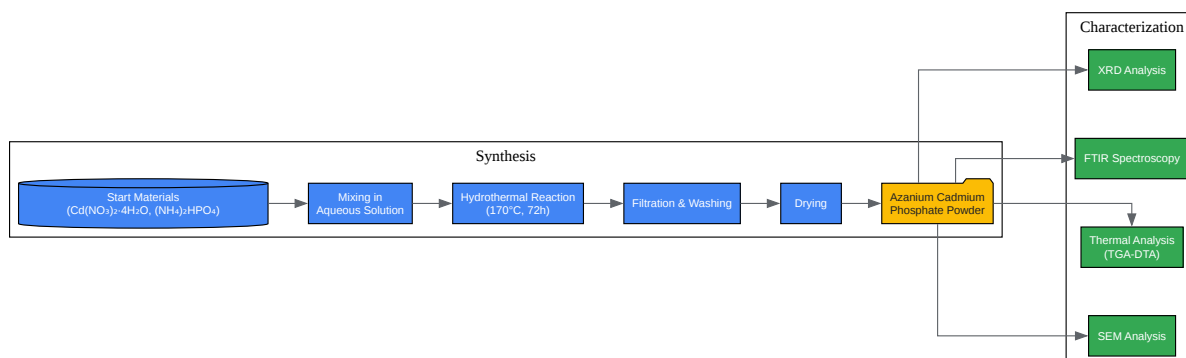 Synthesis
Start Materials
(Cd(NO₃)₂·4H₂O, (NH₄)₂HPO₄)
Mixing in
Aqueous Solution
Hydrothermal Reaction
(170°C, 72h)
Filtration & Washing
Drying
Azanium Cadmium
Phosphate Powder
Characterization
XRD Analysis
FTIR Spectroscopy
Thermal Analysis
(TGA-DTA)
SEM Analysis